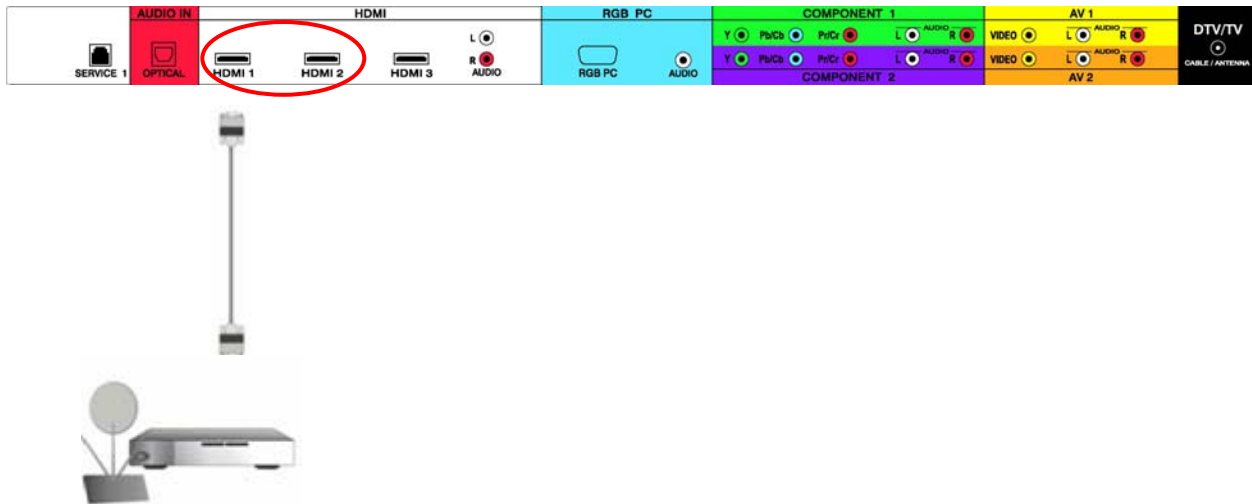 AUDIO IN
OPTICAL
SERVICE 1
HDMI
HDMI 1
HDMI 2
HDMI 3
L
R
AUDIO
RGB PC
RGB PC
AUDIO
COMPONENT 1
Y Pb/Cb Pr/Cr L AUDIO R
Y Pb/Cb Pr/Cr L AUDIO R
COMPONENT 2
AV 1
VIDEO L AUDIO R
VIDEO L AUDIO R
AV 2
DTV/TV
CABLE / ANTENNA